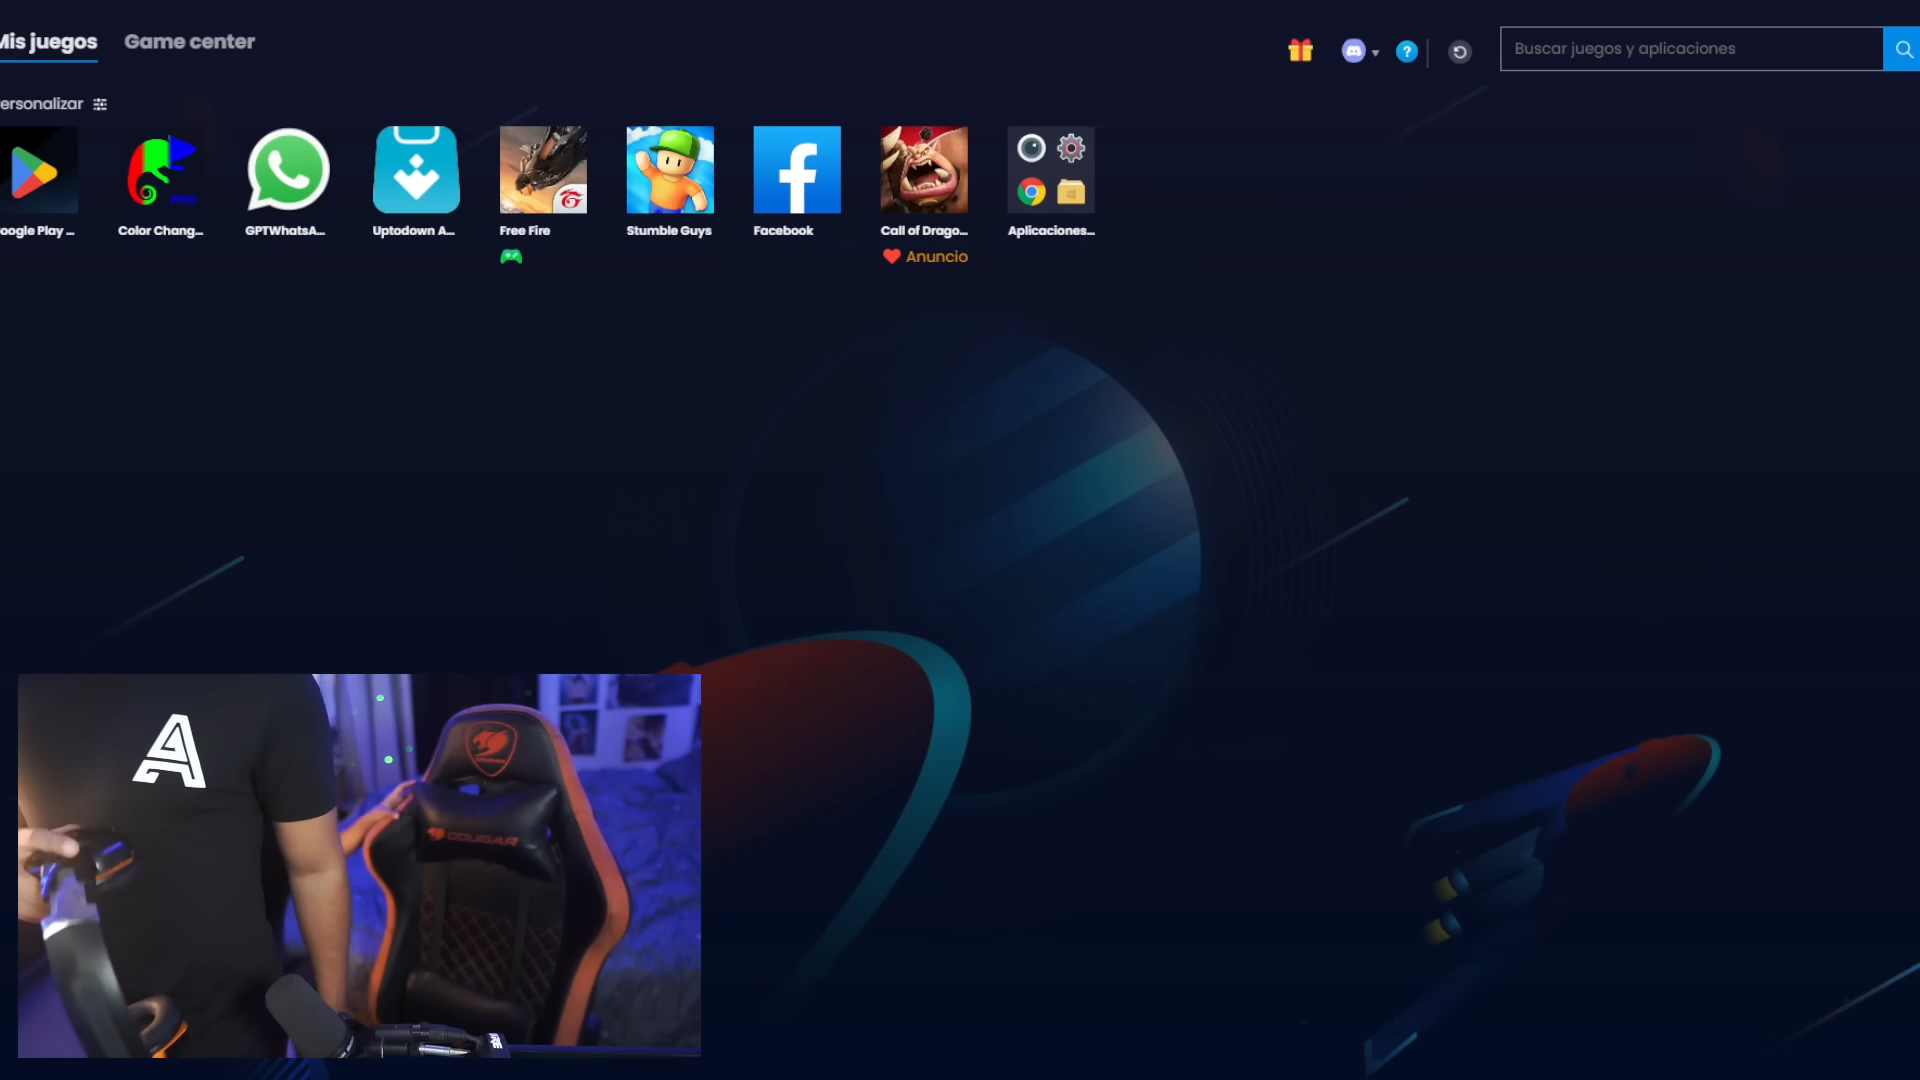 Mis juegos
Game center
Buscar juegos y aplicaciones
ersonalizar
oogle Play ...
Color Chang...
GPTWhatsA...
Uptodown A...
Free Fire
Stumble Guys
Facebook
Call of Drago...
Aplicaciones...
Anuncio
PRO
A
COUGAR